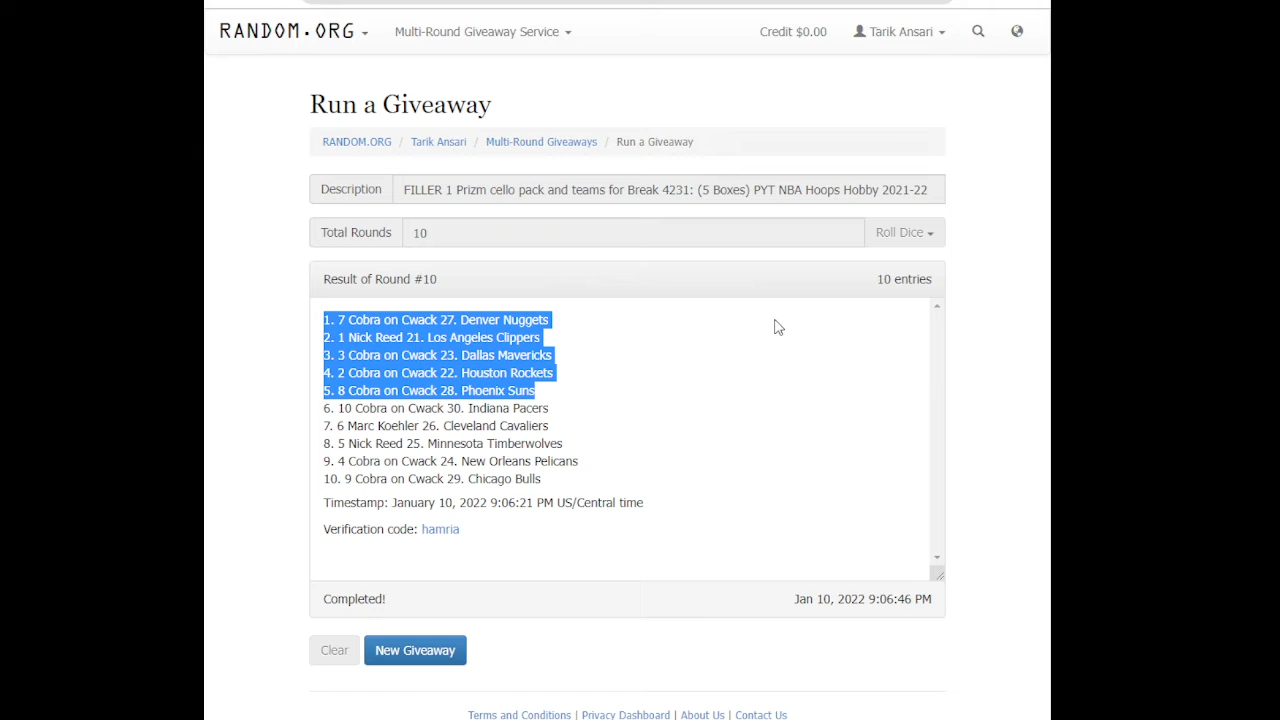 RANDOM.ORG Multi-Round Giveaway Service Credit $0.00 Tarik Ansari
Run a Giveaway
RANDOM.ORG / Tarik Ansari / Multi-Round Giveaways / Run a Giveaway
Description FILLER 1 Prizm cello pack and teams for Break 4231: (5 Boxes) PYT NBA Hoops Hobby 2021-22
Total Rounds 10 Roll Dice
Result of Round #10 10 entries
1. 7 Cobra on Cwack 27. Denver Nuggets
2. 1 Nick Reed 21. Los Angeles Clippers
3. 3 Cobra on Cwack 23. Dallas Mavericks
4. 2 Cobra on Cwack 22. Houston Rockets
5. 8 Cobra on Cwack 28. Phoenix Suns
6. 10 Cobra on Cwack 30. Indiana Pacers
7. 6 Marc Koehler 26. Cleveland Cavaliers
8. 5 Nick Reed 25. Minnesota Timberwolves
9. 4 Cobra on Cwack 24. New Orleans Pelicans
10. 9 Cobra on Cwack 29. Chicago Bulls
Timestamp: January 10, 2022 9:06:21 PM US/Central time
Verification code: hamria
Completed! Jan 10, 2022 9:06:46 PM
Clear New Giveaway
Terms and Conditions | Privacy Dashboard | About Us | Contact Us